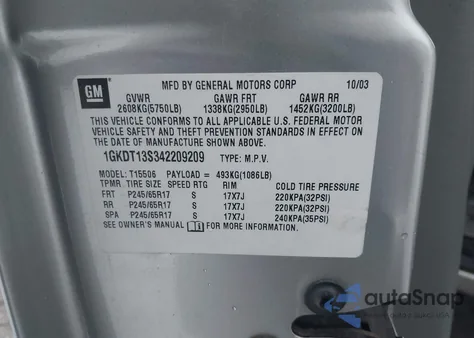 GM
MFD BY GENERAL MOTORS CORP 10/03
GVWR GAWR FRT GAWR RR
2608KG(5750LB) 1338KG(2950LB) 1452KG(3200LB)
THIS VEHICLE CONFORMS TO ALL APPLICABLE U.S. FEDERAL MOTOR
VEHICLE SAFETY AND THEFT PREVENTION STANDARDS IN EFFECT ON
THE DATE OF MANUFACTURE SHOWN ABOVE.
1GKDT13S342209209 TYPE: M.P.V.
MODEL: T15506 PAYLOAD = 493KG(1086LB)
TPMR TIRE SIZE SPEED RTG RIM COLD TIRE PRESSURE
FRT P245/65R17 S 17X7J 220KPA(32PSI)
RR P245/65R17 S 17X7J 220KPA(32PSI)
SPA P245/65R17 S 17X7J 240KPA(35PSI)
SEE OWNER'S MANUAL i FOR MORE INFORMATION.
autoSnap